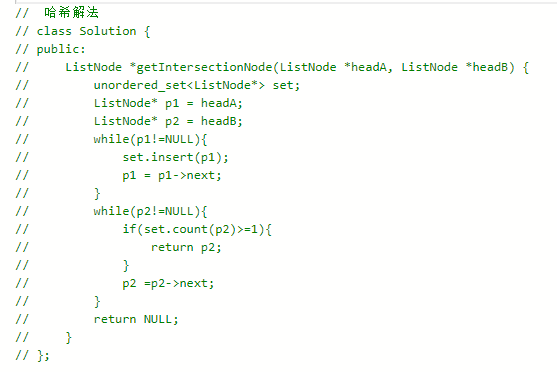 //  哈希解法
// class Solution {
// public:
//     ListNode *getIntersectionNode(ListNode *headA, ListNode *headB) {
//         unordered_set<ListNode*> set;
//         ListNode* p1 = headA;
//         ListNode* p2 = headB;
//         while(p1!=NULL){
//             set.insert(p1);
//             p1 = p1->next;
//         }
//         while(p2!=NULL){
//             if(set.count(p2)>=1){
//                 return p2;
//             }
//             p2 =p2->next;
//         }
//         return NULL;
//     }
// };